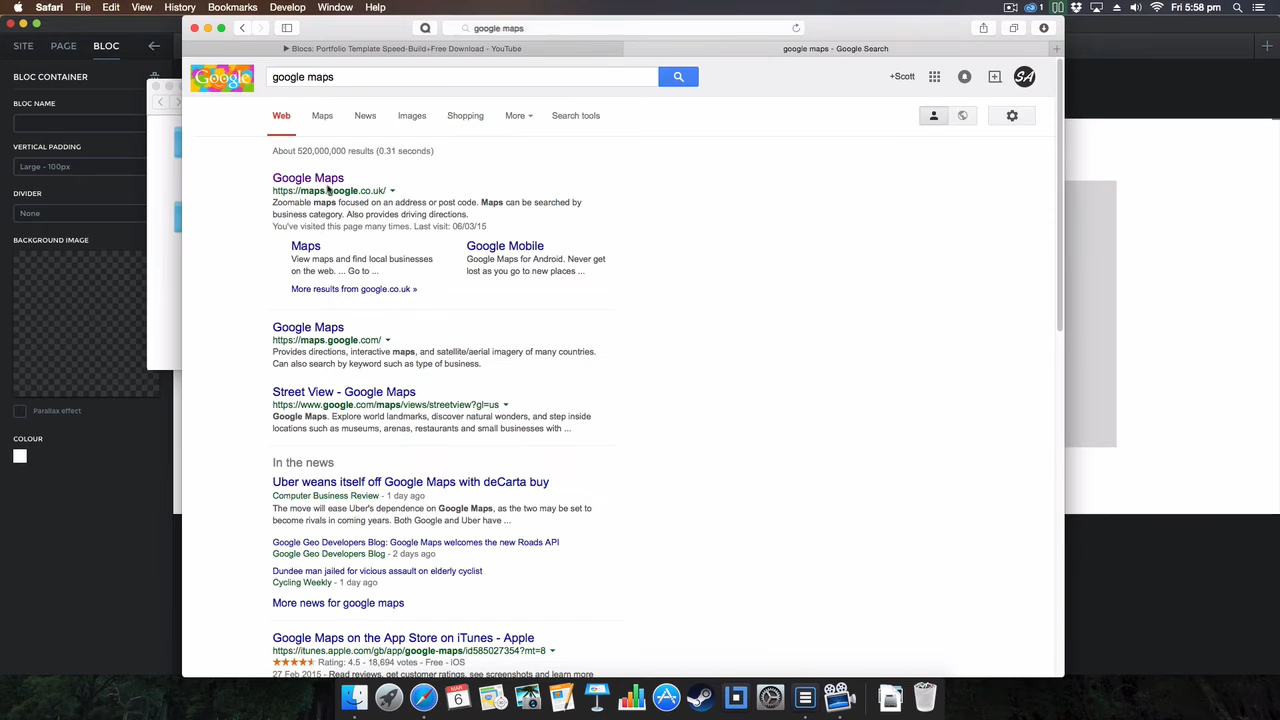 Safari File Edit View History Bookmarks Window Help
Fri 5:58 pm
SITE PAGE BLOC
google maps
Blocs: Portfolio Template Speed-Build+Free Download - YouTube
google maps - Google Search
BLOC CONTAINER
BLOC NAME
VERTICAL PADDING
Large - 100px
DIVIDER
None
BACKGROUND IMAGE
Parallax effect
COLOUR
Google
google maps
+Scott
SA
Web Maps News Images Shopping More Search tools
About 520,000,000 results (0.31 seconds)
Google Maps
https://maps.google.co.uk/
Zoomable maps focused on an address or post code. Maps can be searched by
business category. Also provides driving directions.
You've visited this page many times. Last visit: 06/03/15
Maps
View maps and find local businesses
on the web. ... Go to ...
Google Mobile
Google Maps for Android. Never get
lost as you go to new places ...
More results from google.co.uk »
Google Maps
https://maps.google.com/
Provides directions, interactive maps, and satellite/aerial imagery of many countries.
Can also search by keyword such as type of business.
Street View - Google Maps
https://www.google.com/maps/views/streetview?gl=us
Google Maps. Explore world landmarks, discover natural wonders, and step inside
locations such as museums, arenas, restaurants and small businesses with ...
In the news
Uber weans itself off Google Maps with deCarta buy
Computer Business Review - 1 day ago
The move will ease Uber's dependence on Google Maps, as the two may be set to
become rivals in coming years. Both Google and Uber have ...
Google Geo Developers Blog: Google Maps welcomes the new Roads API
Google Geo Developers Blog - 2 days ago
Dundee man jailed for vicious assault on elderly cyclist
Cycling Weekly - 1 day ago
More news for google maps
Google Maps on the App Store on iTunes - Apple
https://itunes.apple.com/gb/app/google-maps/id585027354?mt=8
Rating: 4.5 - 18,694 votes - Free - iOS
27 Feb 2015 - Read reviews, get customer ratings, see screenshots and learn more
MAR
6